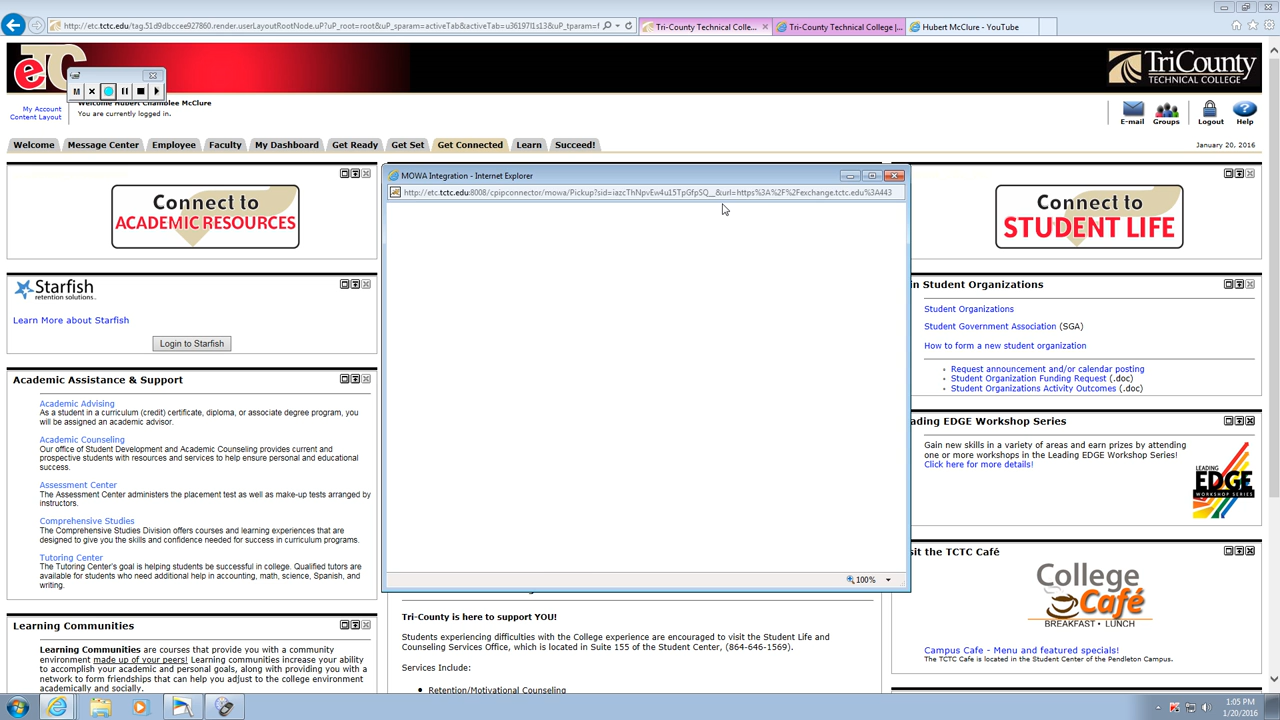 http://etc.tctc.edu/tag.51d9dbccee927860.render.userLayoutRootNode.uP?uP_root=root&uP_sparam=activeTab&activeTab=u36197l1s13&uP_tparam=f
Tri-County Technical Colle...
Tri-County Technical College |...
Hubert McClure - YouTube
eTC
TriCounty
TECHNICAL COLLEGE
M
My Account
Content Layout
Welcome Hubert Chamblee McClure
You are currently logged in.
E-mail
Groups
Logout
Help
Welcome
Message Center
Employee
Faculty
My Dashboard
Get Ready
Get Set
Get Connected
Learn
Succeed!
January 20, 2016
Connect to
ACADEMIC RESOURCES
Starfish
retention solutions
Learn More about Starfish
Login to Starfish
Academic Assistance & Support
Academic Advising
As a student in a curriculum (credit) certificate, diploma, or associate degree program, you
will be assigned an academic advisor.
Academic Counseling
Our office of Student Development and Academic Counseling provides current and
prospective students with resources and services to help ensure personal and educational
success.
Assessment Center
The Assessment Center administers the placement test as well as make-up tests arranged by
instructors.
Comprehensive Studies
The Comprehensive Studies Division offers courses and learning experiences that are
designed to give you the skills and confidence needed for success in curriculum programs.
Tutoring Center
The Tutoring Center's goal is helping students be successful in college. Qualified tutors are
available for students who need additional help in accounting, math, science, Spanish, and
writing.
Learning Communities
Learning Communities are courses that provide you with a community
environment made up of your peers! Learning communities increase your ability
to accomplish your academic and personal goals, along with providing you with a
network to form friendships that can help you adjust to the college environment
academically and socially.
MOWA Integration - Internet Explorer
http://etc.tctc.edu:8008/cpipconnector/mowa/Pickup?sid=iazcThNpvEw4u15TpGfpSQ__&url=https%3A%2F%2Fexchange.tctc.edu%3A443
100%
Tri-County is here to support YOU!
Students experiencing difficulties with the College experience are encouraged to visit the Student Life and
Counseling Services Office, which is located in Suite 155 of the Student Center, (864-646-1569).
Services Include:
Retention/Motivational Counseling
Connect to
STUDENT LIFE
in Student Organizations
Student Organizations
Student Government Association (SGA)
How to form a new student organization
Request announcement and/or calendar posting
Student Organization Funding Request (.doc)
Student Organizations Activity Outcomes (.doc)
ading EDGE Workshop Series
Gain new skills in a variety of areas and earn prizes by attending
one or more workshops in the Leading EDGE Workshop Series!
Click here for more details!
LEADING
EDGE
WORKSHOP SERIES
sit the TCTC Café
College
Café
BREAKFAST • LUNCH
Campus Cafe - Menu and featured specials!
The TCTC Café is located in the Student Center of the Pendleton Campus.
1:05 PM
1/20/2016